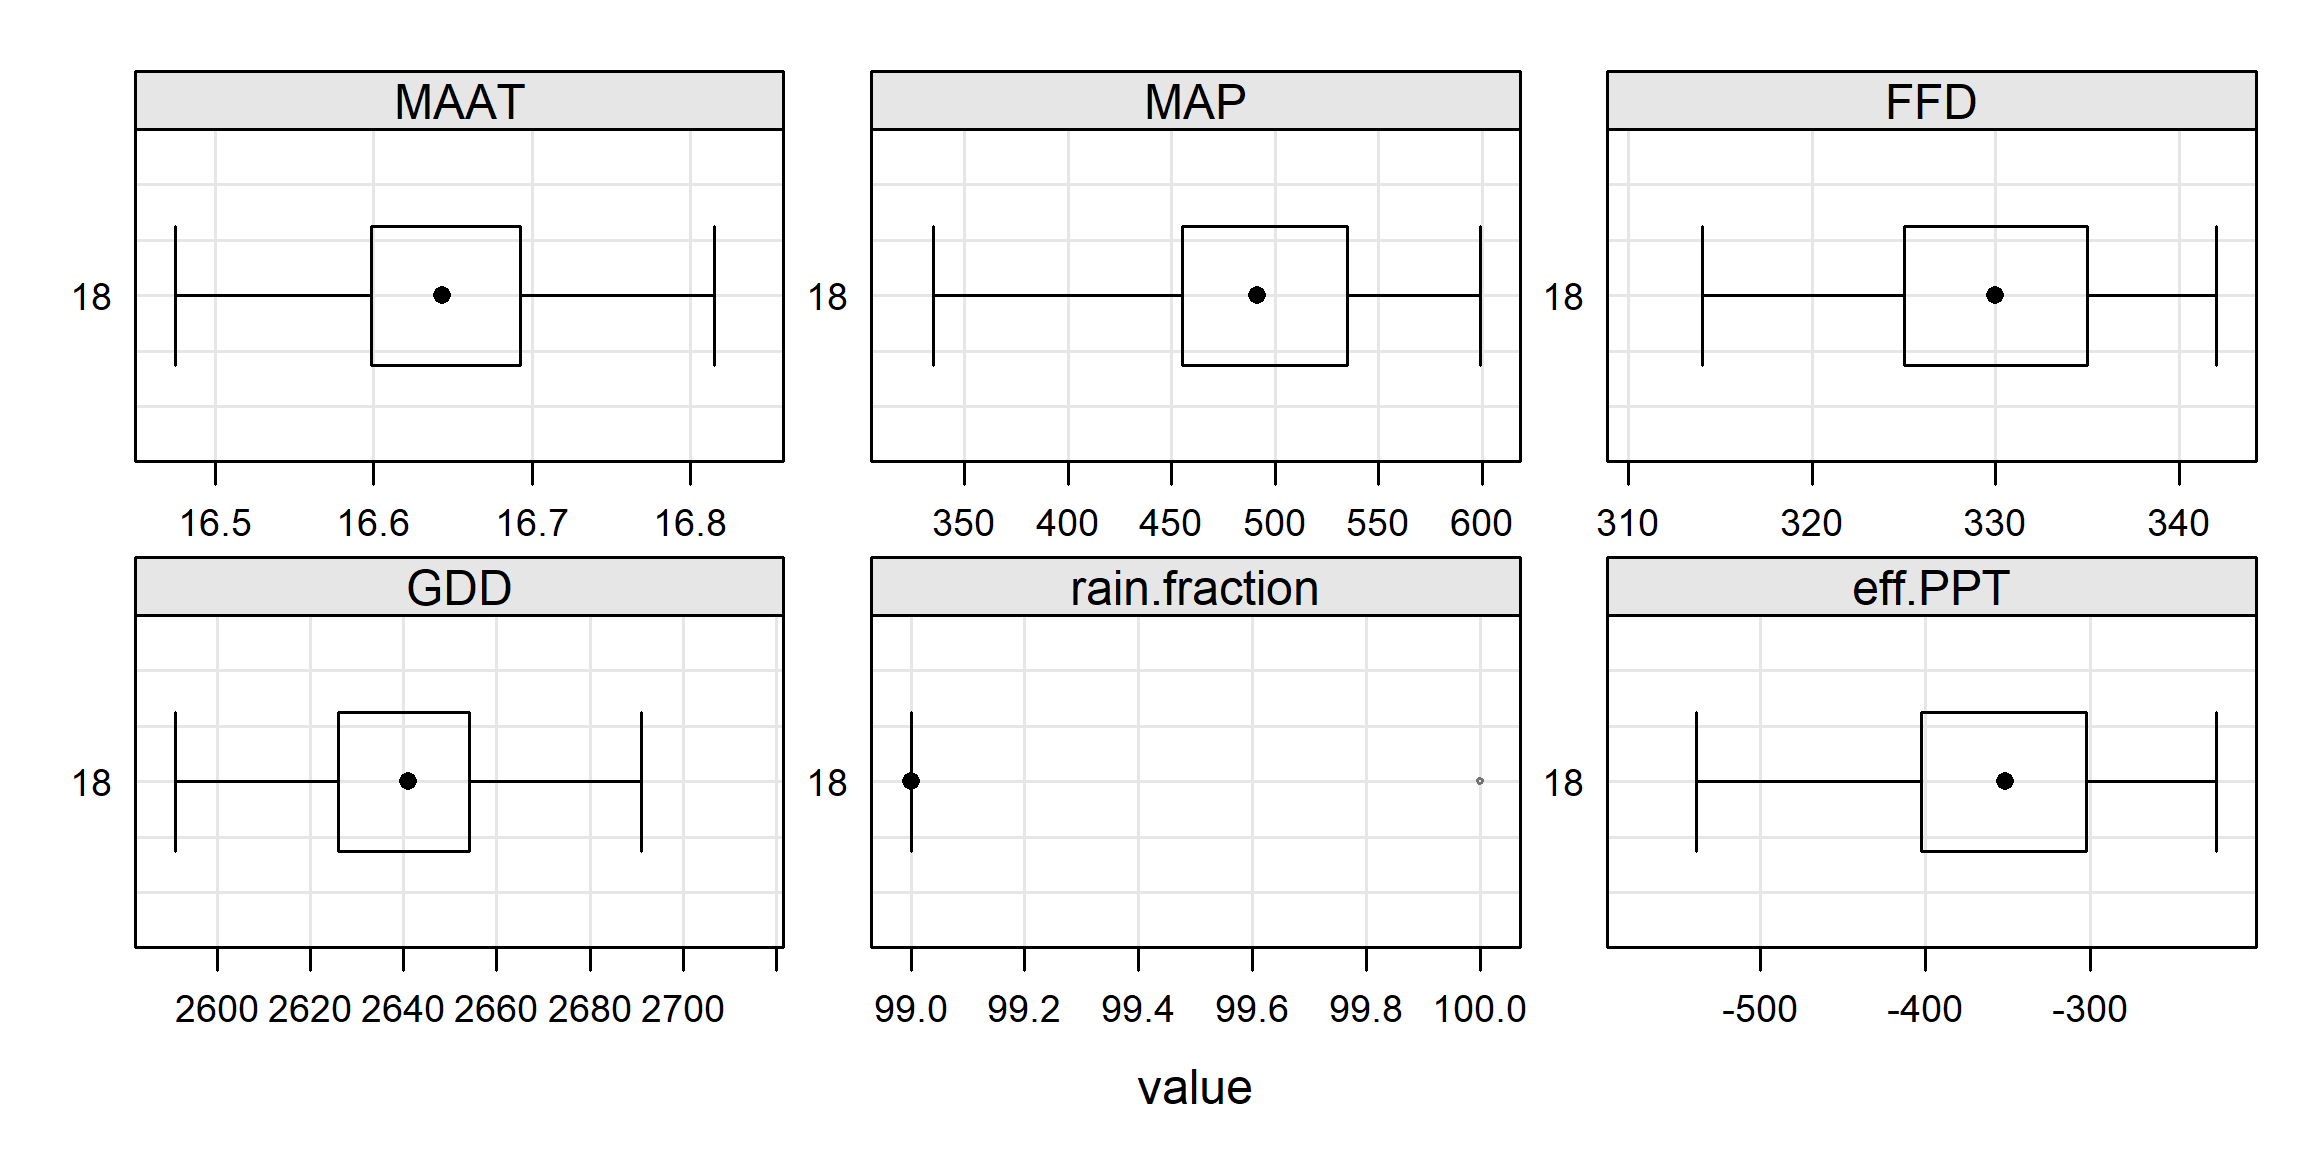 MAAT MAP FFD
18 18 18
16.5 16.6 16.7 16.8 350 400 450 500 550 600 310 320 330 340
GDD rain.fraction eff.PPT
18 18 18
2600 2620 2640 2660 2680 2700 99.0 99.2 99.4 99.6 99.8 100.0 -500 -400 -300
value